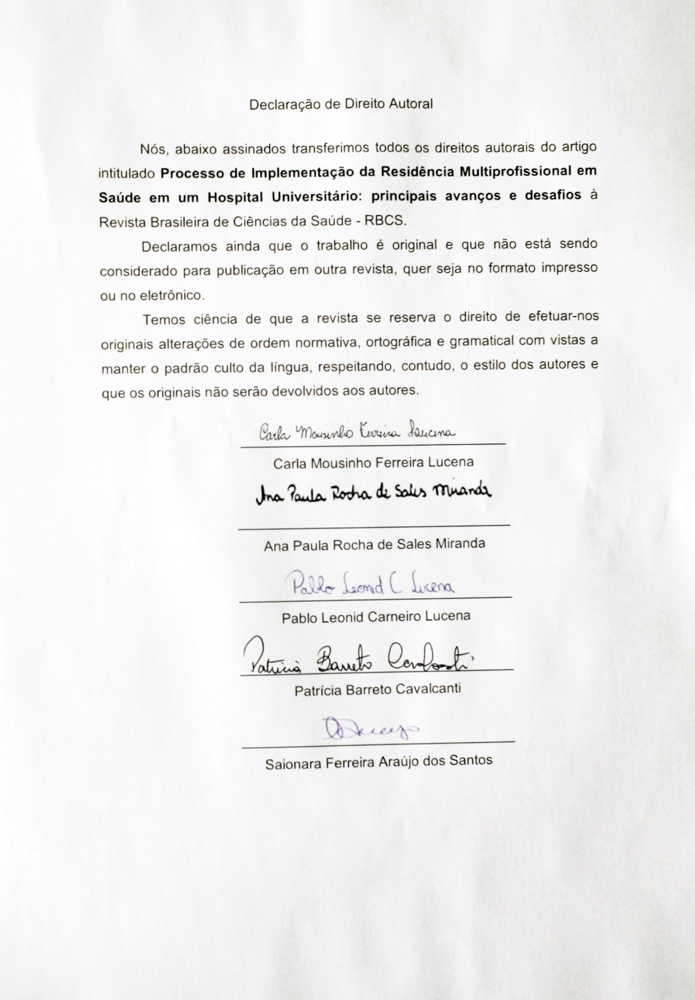 Declaração de Direito Autoral
Nós, abaixo assinados transferimos todos os direitos autorais do artigo
intitulado Processo de Implementação da Residência Multiprofissional em
Saúde em um Hospital Universitário: principais avanços e desafios à
Revista Brasileira de Ciências da Saúde - RBCS.
Declaramos ainda que o trabalho é original e que não está sendo
considerado para publicação em outra revista, quer seja no formato impresso
ou no eletrônico.
Temos ciência de que a revista se reserva o direito de efetuar-nos
originais alterações de ordem normativa, ortográfica e gramatical com vistas a
manter o padrão culto da língua, respeitando, contudo, o estilo dos autores e
que os originais não serão devolvidos aos autores.
Carla Mousinho Ferreira Lucena
Carla Mousinho Ferreira Lucena
Ana Paula Rocha de Sales Miranda
Ana Paula Rocha de Sales Miranda
Pablo Leonid C Lucena
Pablo Leonid Carneiro Lucena
Patrícia Barreto Cavalcanti
Patrícia Barreto Cavalcanti
Saionara Ferreira Araújo dos Santos